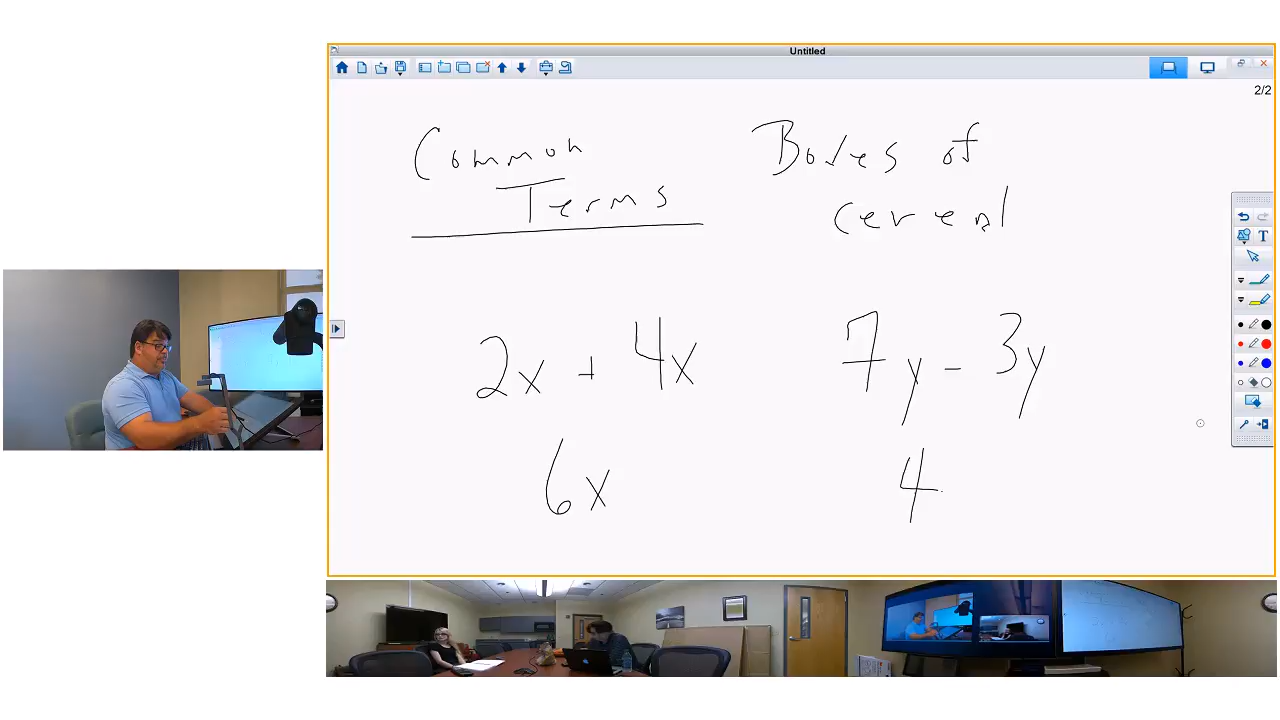 Untitled
2/2
Common
Terms
Boxes of
cereal
2x + 4x
7y - 3y
6x
4
T